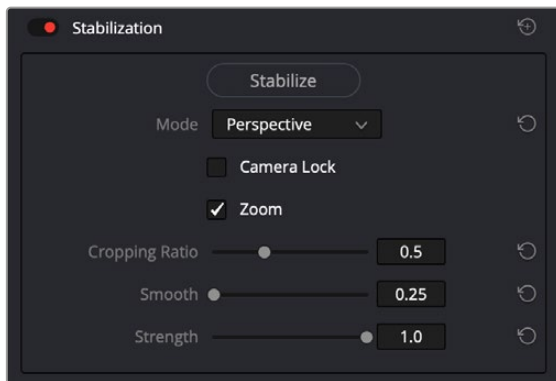 Stabilization
Stabilize
Mode Perspective
Camera Lock
Zoom
Cropping Ratio 0.5
Smooth 0.25
Strength 1.0